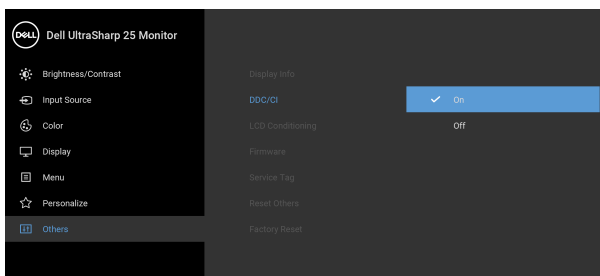 DELL
Dell UltraSharp 25 Monitor
Brightness/Contrast
Input Source
Color
Display
Menu
Personalize
Others
Display Info
DDC/CI
LCD Conditioning
Firmware
Service Tag
Reset Others
Factory Reset
On
Off